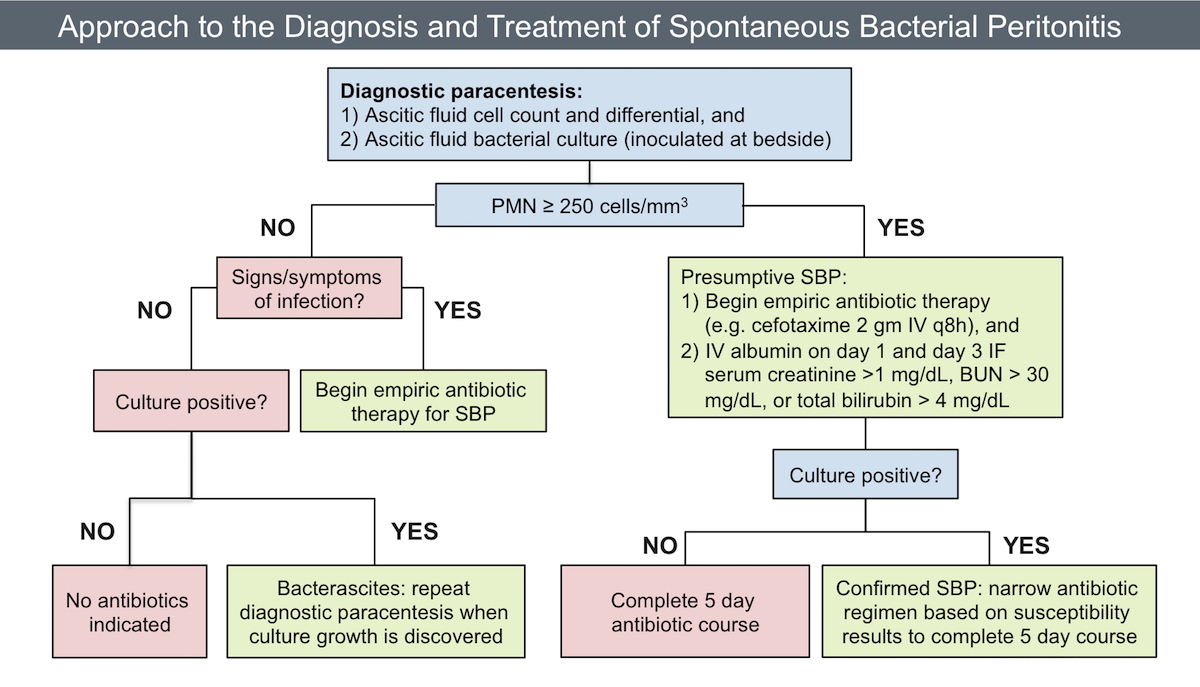 Approach to the Diagnosis and Treatment of Spontaneous Bacterial Peritonitis
Diagnostic paracentesis:
1) Ascitic fluid cell count and differential, and
2) Ascitic fluid bacterial culture (inoculated at bedside)
PMN ≥ 250 cells/mm³
NO
YES
Signs/symptoms
of infection?
NO
YES
Culture positive?
Begin empiric antibiotic
therapy for SBP
NO
YES
No antibiotics
indicated
Bacterascites: repeat
diagnostic paracentesis when
culture growth is discovered
Presumptive SBP:
1) Begin empiric antibiotic therapy
(e.g. cefotaxime 2 gm IV q8h), and
2) IV albumin on day 1 and day 3 IF
serum creatinine >1 mg/dL, BUN > 30
mg/dL, or total bilirubin > 4 mg/dL
Culture positive?
NO
YES
Complete 5 day
antibiotic course
Confirmed SBP: narrow antibiotic
regimen based on susceptibility
results to complete 5 day course